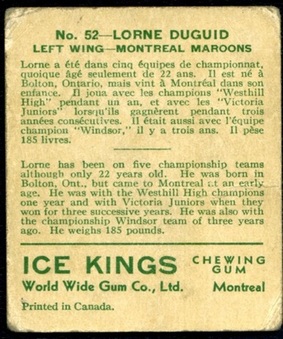 No. 52—LORNE DUGUID
LEFT WING—MONTREAL MAROONS
Lorne a été dans cinq équipes de championnat,
quoique âgé seulement de 22 ans. Il est né à
Bolton, Ontario, mais vint à Montréal dans son
enfance. Il joua avec les champions "Westhill
High" pendant un an, et avec les "Victoria
Juniors" lorsqu'ils gagnèrent pendant trois
années consécutives. Il était aussi avec l'équipe
champion "Windsor," il y a trois ans. Il pèse
185 livres.
Lorne has been on five championship teams
although only 22 years old. He was born in
Bolton, Ont., but came to Montreal at an early
age. He was with the Westhill High champions
one year and with Victoria Juniors when they
won for three successive years. He was also with
the championship Windsor team of three years
ago. He weighs 185 pounds.
ICE KINGS CHEWING GUM
World Wide Gum Co., Ltd. Montreal
Printed in Canada.